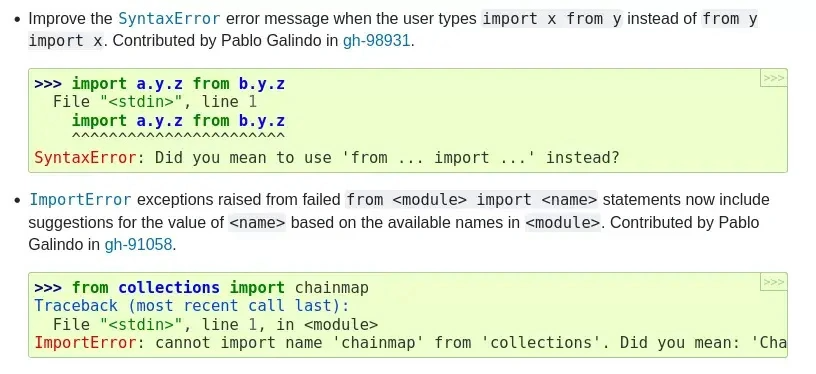 • Improve the SyntaxError error message when the user types import x from y instead of from y
import x. Contributed by Pablo Galindo in gh-98931.
>>>
>>> import a.y.z from b.y.z
  File "<stdin>", line 1
    import a.y.z from b.y.z
    ^^^^^^^^^^^^^^^^^^^^^^^
SyntaxError: Did you mean to use 'from ... import ...' instead?
• ImportError exceptions raised from failed from <module> import <name> statements now include
suggestions for the value of <name> based on the available names in <module>. Contributed by Pablo
Galindo in gh-91058.
>>>
>>> from collections import chainmap
Traceback (most recent call last):
  File "<stdin>", line 1, in <module>
ImportError: cannot import name 'chainmap' from 'collections'. Did you mean: 'Cha